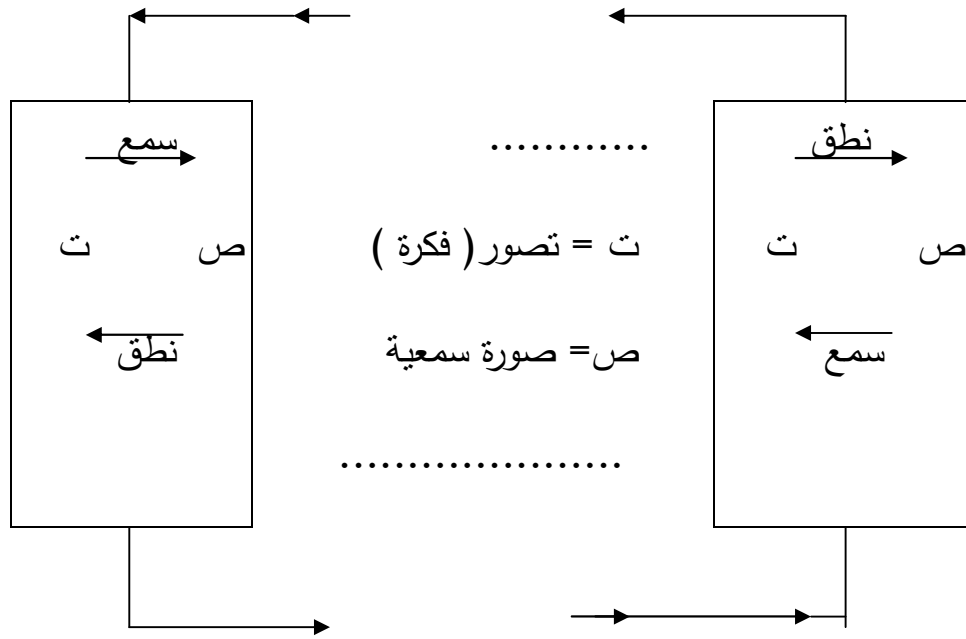 نطق ............ سمع
ص ت ت = تصور ( فكرة ) ص ت
سمع ص= صورة سمعية نطق
.....................